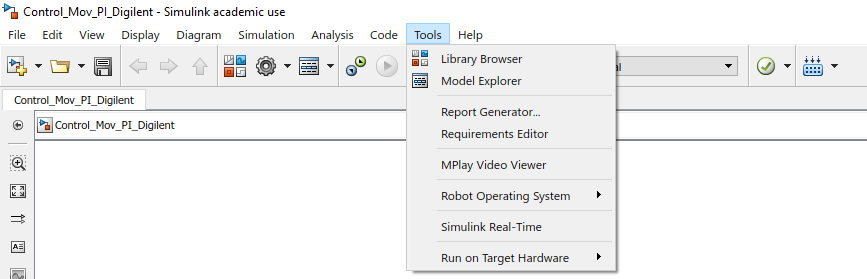 Control_Mov_PI_Digilent - Simulink academic use
File Edit View Display Diagram Simulation Analysis Code Tools Help
Library Browser
Model Explorer
Report Generator...
Requirements Editor
MPlay Video Viewer
Robot Operating System
Simulink Real-Time
Run on Target Hardware
Control_Mov_PI_Digilent
Control_Mov_PI_Digilent